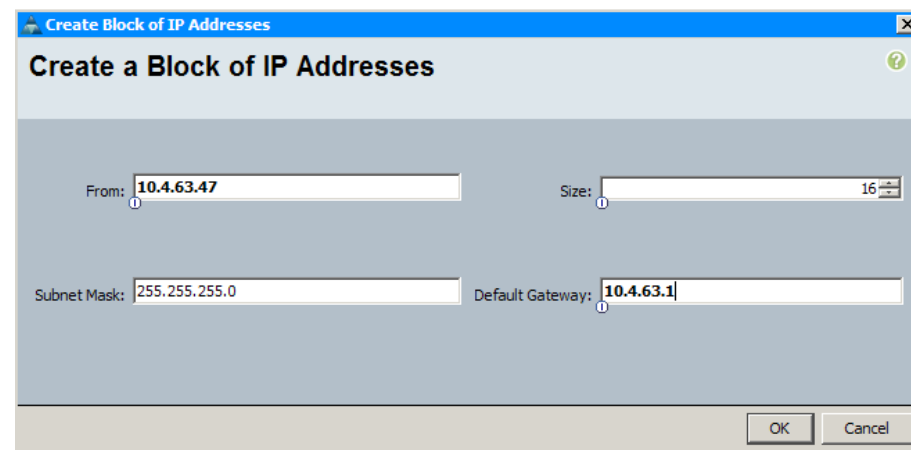 Create Block of IP Addresses
Create a Block of IP Addresses
From: 10.4.63.47
Size: 16
Subnet Mask: 255.255.255.0
Default Gateway: 10.4.63.1
OK
Cancel